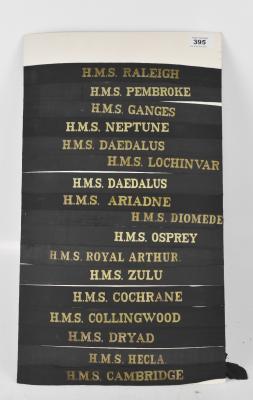 395
H.M.S. RALEIGH
H.M.S. PEMBROKE
H.M.S. GANGES
H.M.S. NEPTUNE
H.M.S. DAEDALUS
H.M.S. LOCHINVAR
H.M.S. DAEDALUS
H.M.S. ARIADNE
H.M.S. DIOMEDE
H.M.S. OSPREY
H.M.S. ROYAL ARTHUR
H.M.S. ZULU
H.M.S. COCHRANE
H.M.S. COLLINGWOOD
H.M.S. DRYAD
H.M.S. HECLA
H.M.S. CAMBRIDGE